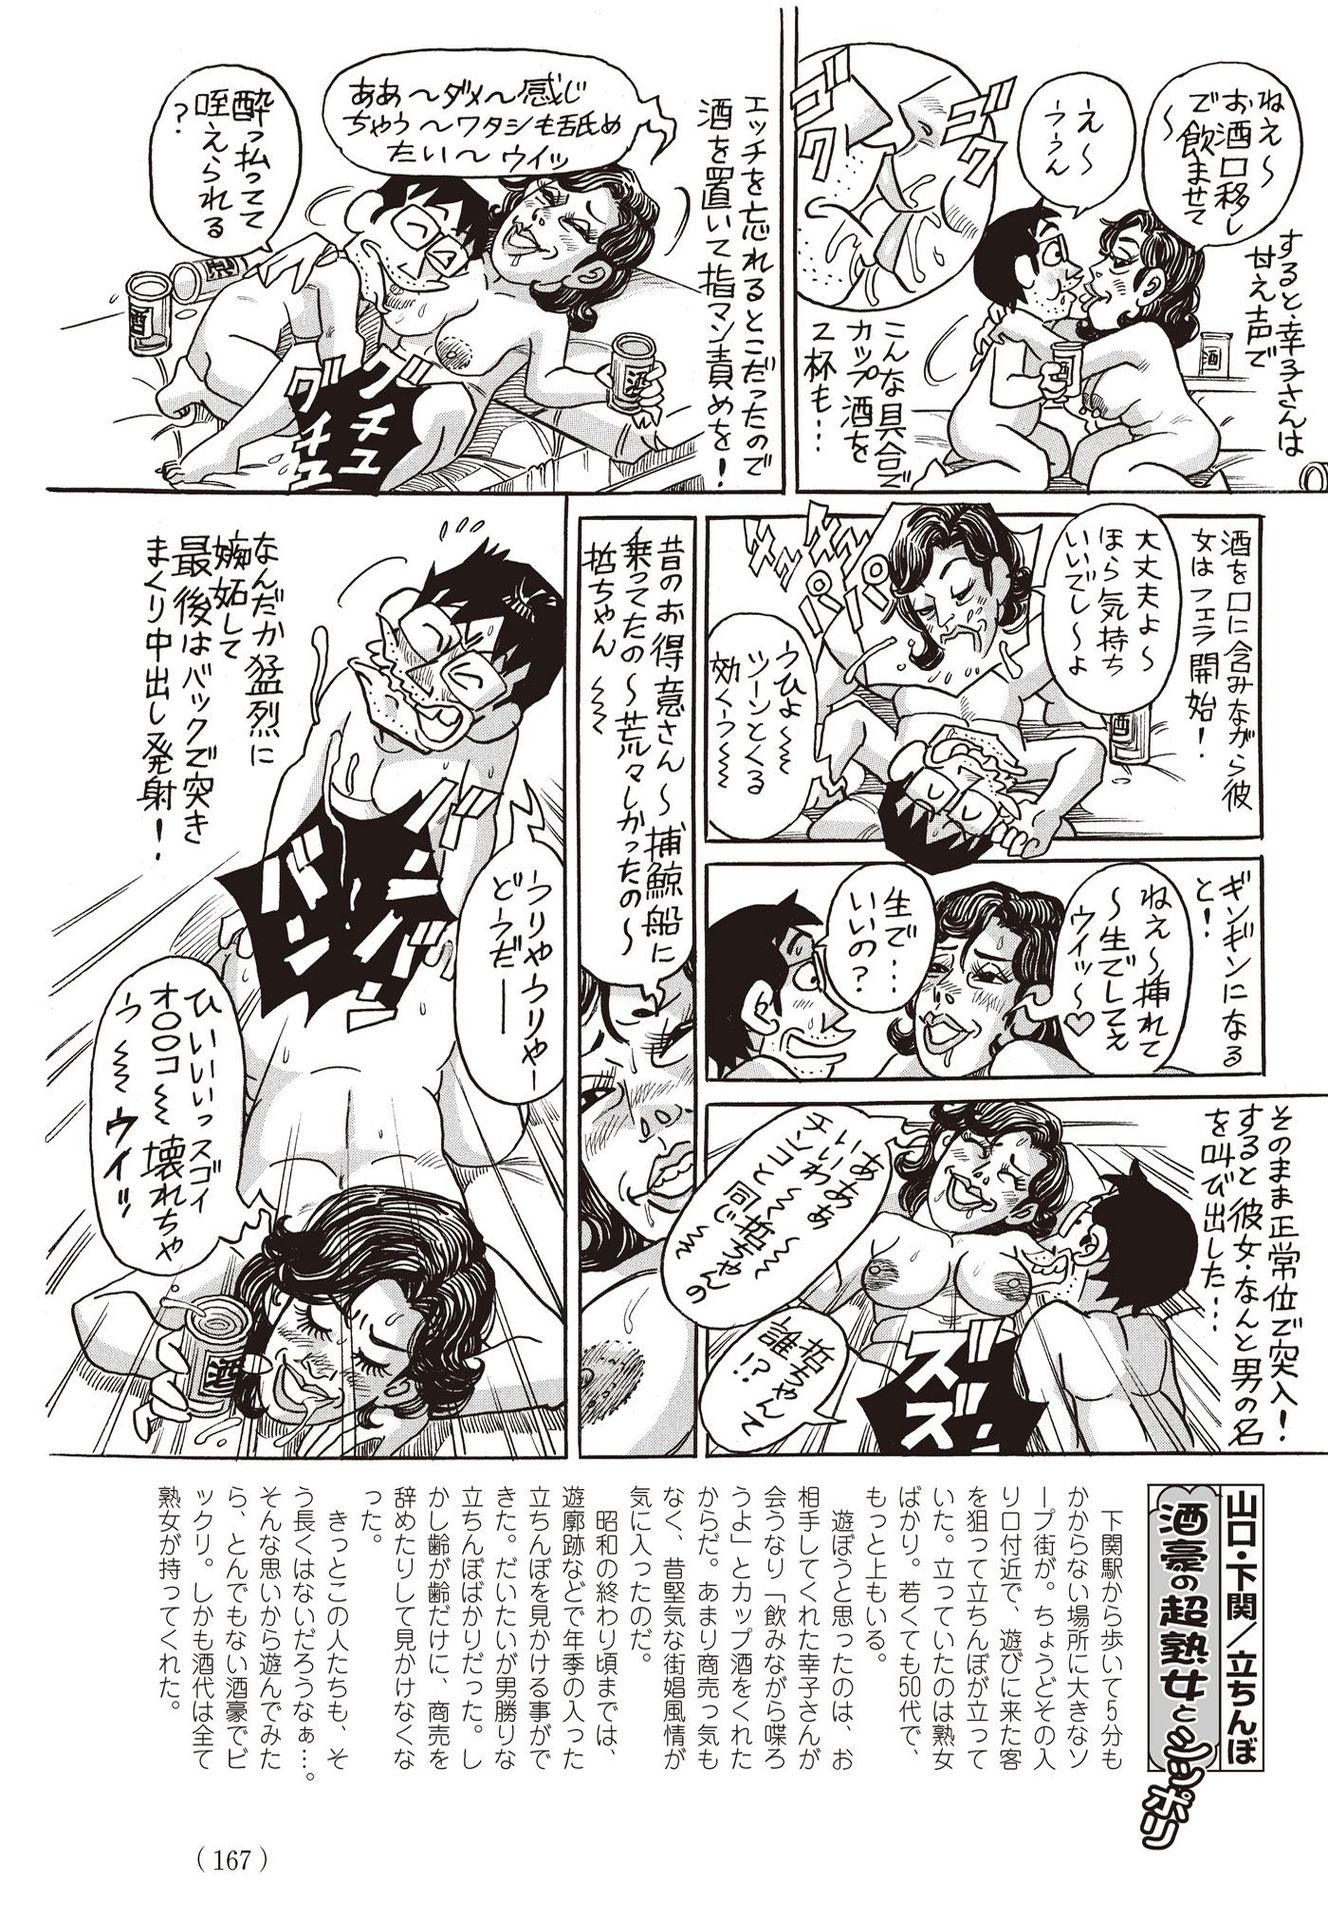 ねえ〜
お酒口移し
で飲ませて
〜
え〜
ううん
すると、幸子さんは
甘え声で
ゴクゴク
ゴク
こんな具合で
カップ酒を
2杯も…
酒
エッチを忘れるとこだったので
酒を置いて指マン責めを！
ああ〜ダメ〜感じ
ちゃう〜ワタシも舐め
たい〜ウイッ
酔っ払ってて
咥えられる
？
グチュ
グチュ
酒
酒
酒を口に含みながら彼
女はフェラ開始！
大丈夫よ〜
ほら気持ち
いいでし〜よ
うひょ〜〜
ツーンとくる
効くぅ〜〜
酒
ギンギンになる
と！
ねえ〜挿れて
〜生でしてぇ
ウイッ〜♡
生で…
いいの？
そのまま正常位で突入！
すると彼女、なんと男の名
を叫び出した…
あああ
いいわ〜〜
チンコ〜〜哲ちゃんの
と同じ〜〜
哲ちゃんて
誰!?
ズズ
ズズ
昔のお得意さん〜捕鯨船に
乗ってたの〜荒々しかったの〜
哲ちゃん〜〜
なんだか猛烈に
嫉妬して
最後はバックで突き
まくり中出し発射！
うりゃうりゃー
どうだ——
バンバン
バン
ひいいいっスゴイ
オ〇〇コ〜〜壊れちゃ
う〜〜ウイッ
酒
山口・下関／立ちんぼ
酒豪の超熟女とシッポリ
下関駅から歩いて5分も
かからない場所に大きなソ
ープ街が。ちょうどその入
り口付近で、遊びに来た客
を狙って立ちんぼが立って
いた。立っていたのは熟女
ばかり。若くても50代で、
もっと上もいる。
遊ぼうと思ったのは、お
相手してくれた幸子さんが
会うなり「飲みながら喋ろ
うよ」とカップ酒をくれた
からだ。あまり商売っ気も
なく、昔堅気な街娼風情が
気に入ったのだ。
昭和の終わり頃までは、
遊廓跡などで年季の入った
立ちんぼを見かける事がで
きた。だいたいが男勝りな
立ちんぼばかりだった。し
かし齢が齢だけに、商売を
辞めたりして見かけなくな
った。
きっとこの人たちも、そ
う長くはないだろうなぁ…。
そんな思いから遊んでみた
ら、とんでもない酒豪でビ
ックリ。しかも酒代は全て
熟女が持ってくれた。
（167）